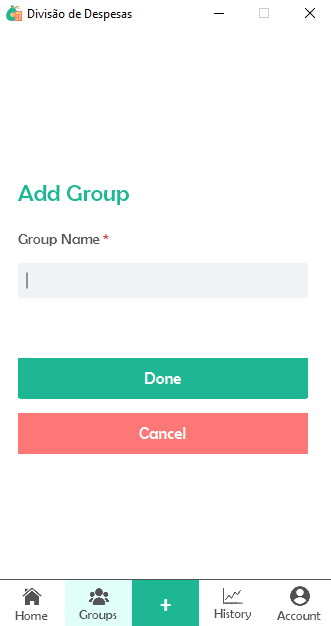 Divisão de Despesas
Add Group
Group Name *
Done
Cancel
Home
Groups
+
History
Account